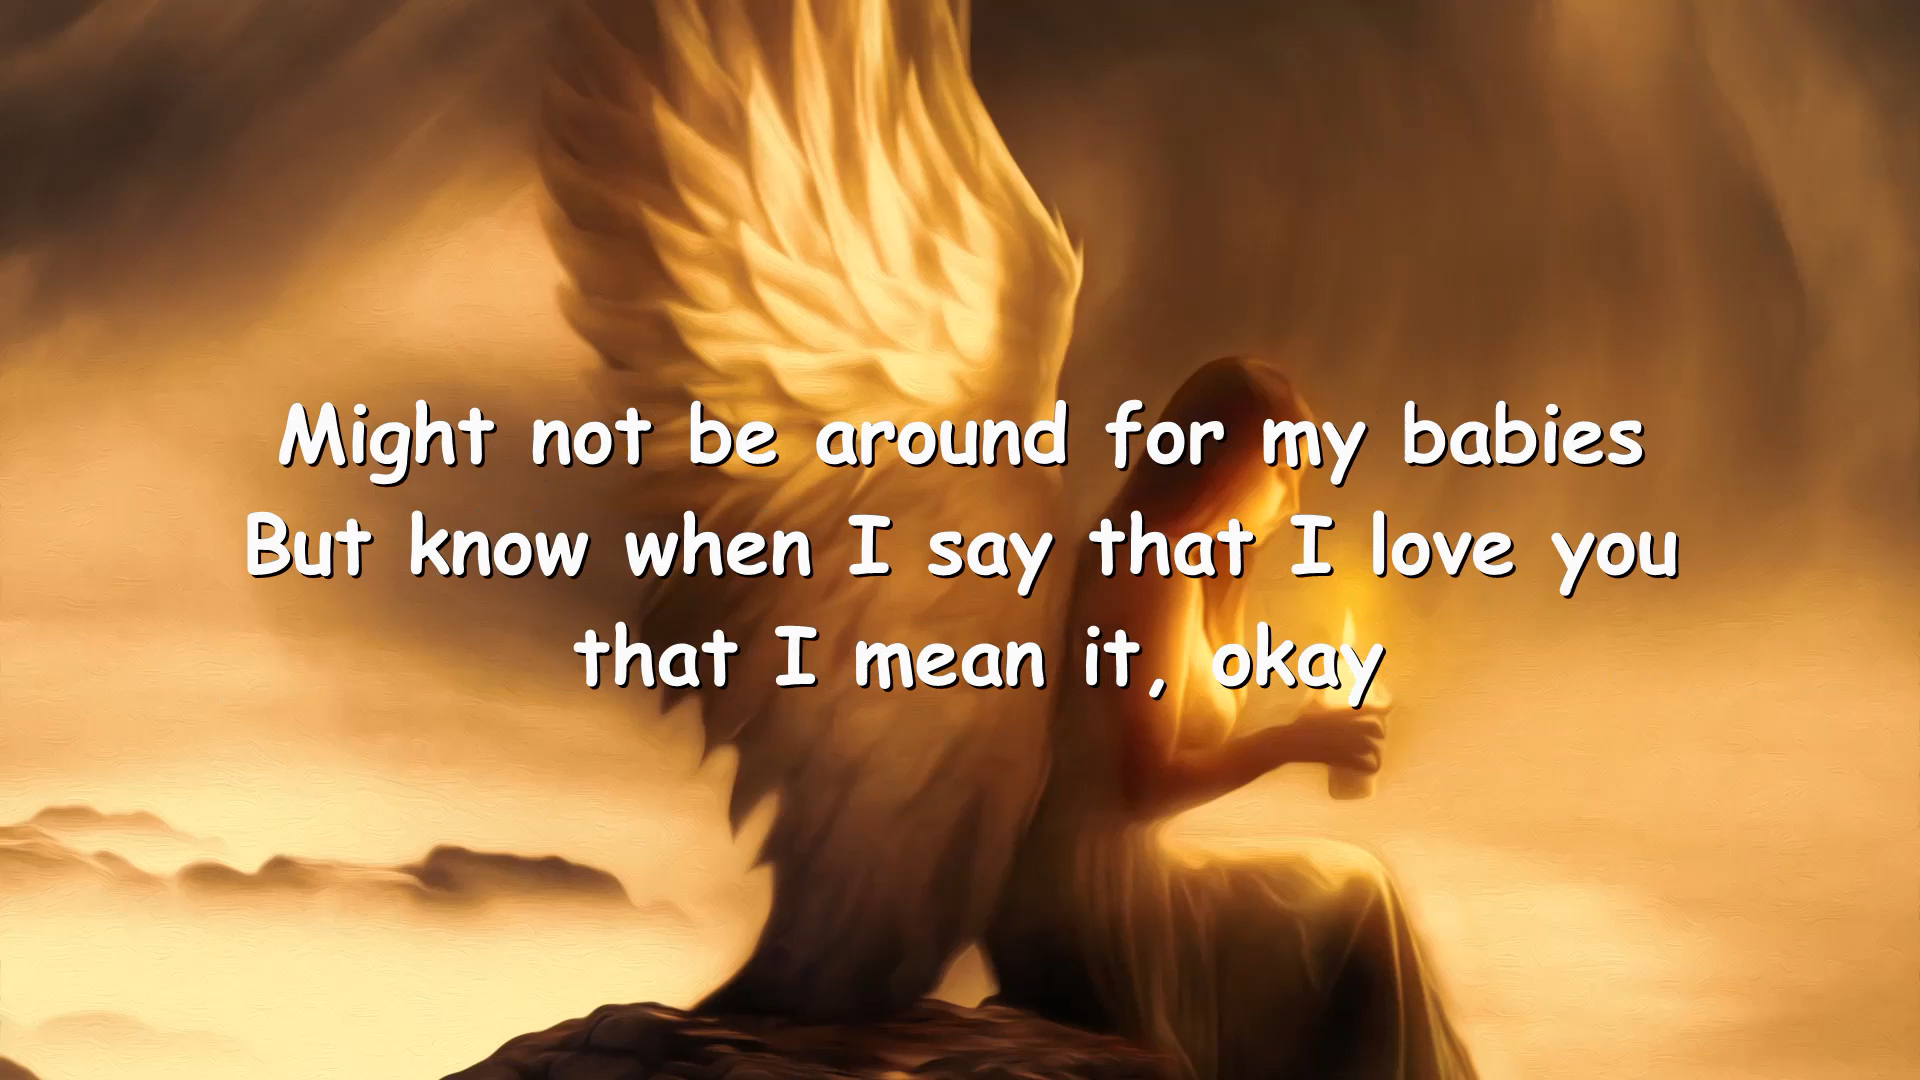 Might not be around for my babies
But know when I say that I love you
that I mean it, okay